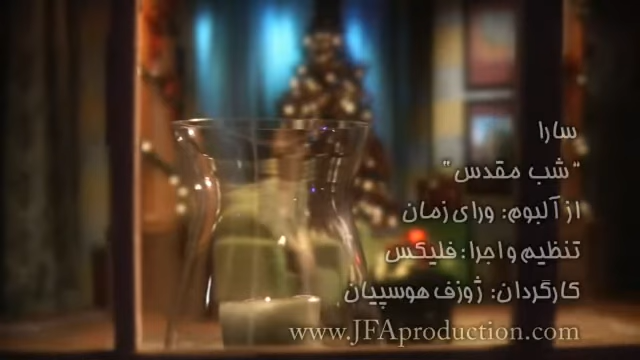 سارا
"شب مقدس"
از آلبوم: ورای زمان
تنظیم و اجرا: فلیکس
کارگردان: ژوزف هوسپیان
www.JFAproduction.com